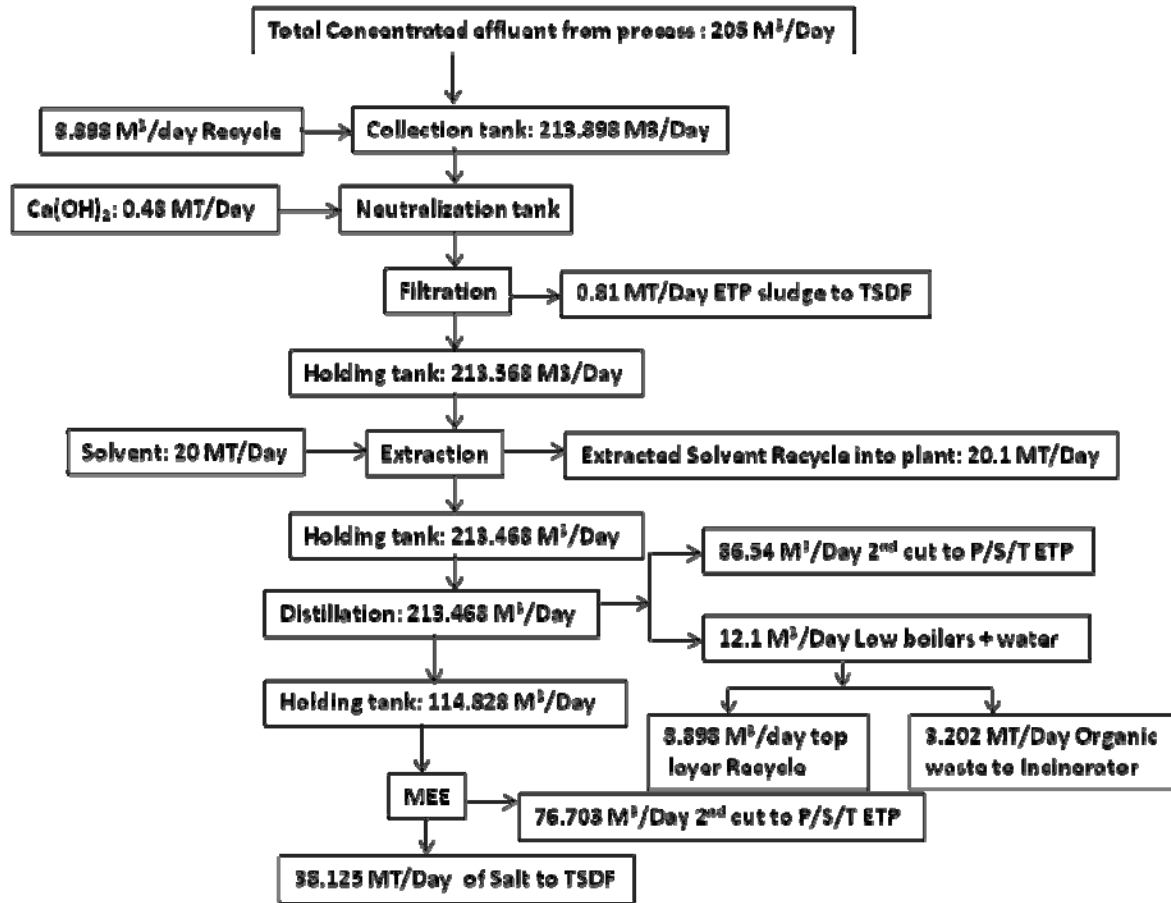 Total Concentrated affluent from process : 205 M³/Day
8.898 M³/day Recycle
Collection tank: 213.898 M3/Day
Ca(OH)₂: 0.48 MT/Day
Neutralization tank
Filtration
0.81 MT/Day ETP sludge to TSDF
Holding tank: 213.568 M3/Day
Solvent: 20 MT/Day
Extraction
Extracted Solvent Recycle into plant: 20.1 MT/Day
Holding tank: 213.468 M³/Day
86.54 M³/Day 2ⁿᵈ cut to P/S/T ETP
Distillation: 213.468 M³/Day
12.1 M³/Day Low boilers + water
Holding tank: 114.828 M³/Day
8.898 M³/day top
layer Recycle
3.202 MT/Day Organic
waste to Incinerator
MEE
76.703 M³/Day 2ⁿᵈ cut to P/S/T ETP
38.125 MT/Day of Salt to TSDF